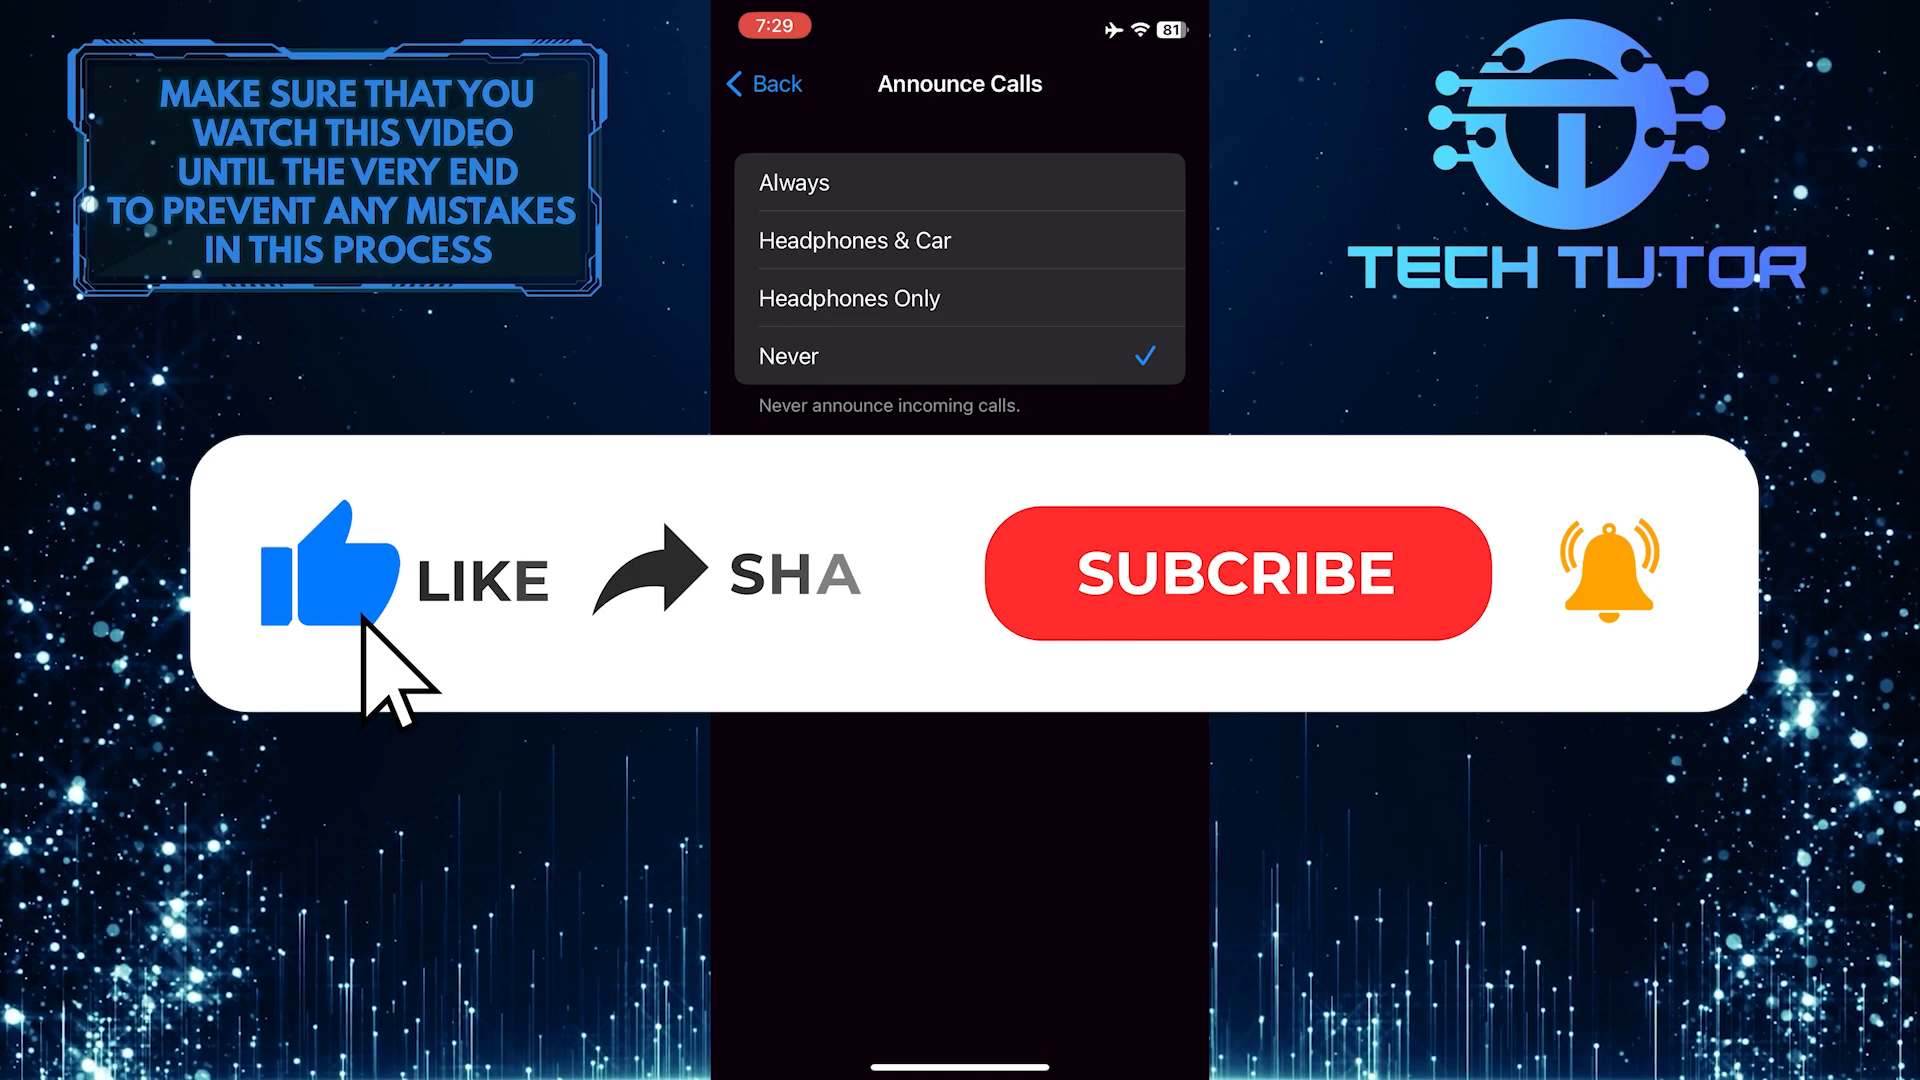 MAKE SURE THAT YOU
WATCH THIS VIDEO
UNTIL THE VERY END
TO PREVENT ANY MISTAKES
IN THIS PROCESS
7:29
81
Back
Announce Calls
Always
Headphones & Car
Headphones Only
Never
Never announce incoming calls.
TECH TUTOR
LIKE
SHA
SUBCRIBE